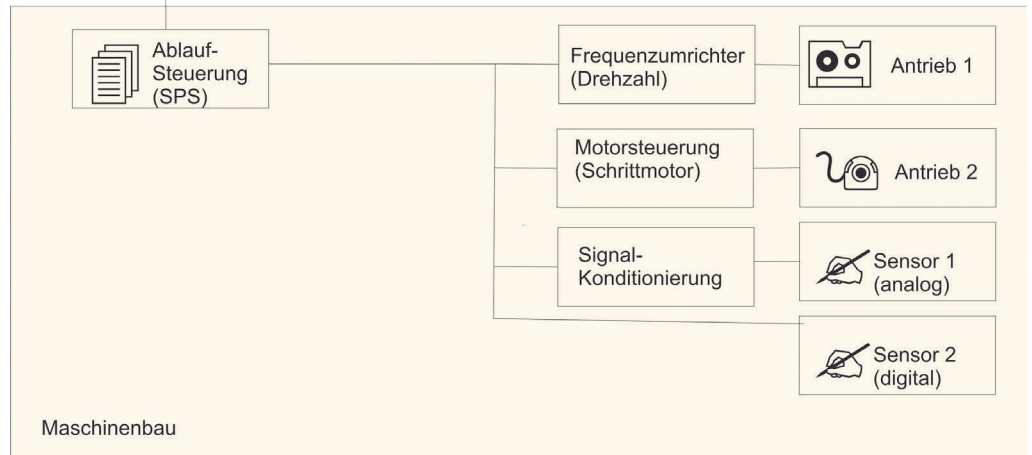 Ablauf-
Steuerung
(SPS)
Frequenzumrichter
(Drehzahl)
Antrieb 1
Motorsteuerung
(Schrittmotor)
Antrieb 2
Signal-
Konditionierung
Sensor 1
(analog)
Sensor 2
(digital)
Maschinenbau